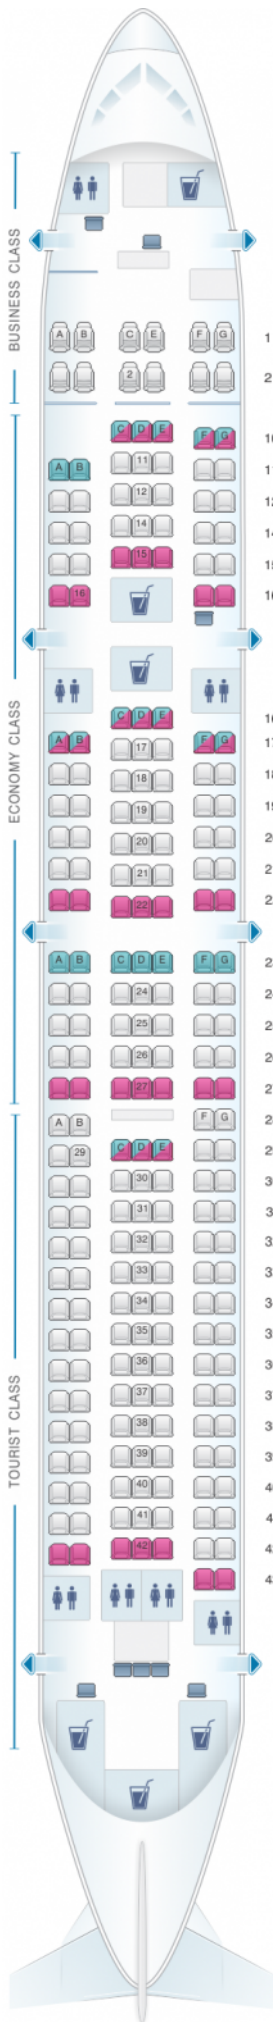 BUSINESS CLASS
A B C E F G 1
2 2
C D E
F G
11
A B
12
14
15
16
ECONOMY CLASS
C D E
A B F G
17
18
19
20
21
22
A B C D E F G
24
25
26
27
F G
A B
29 C D E
30
31
32
33
34
35
TOURIST CLASS
36
37
38
39
40
41
42